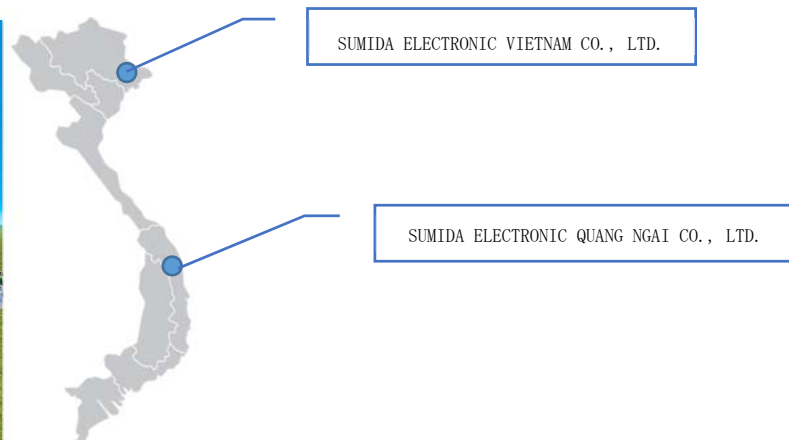 SUMIDA ELECTRONIC VIETNAM CO., LTD.
SUMIDA ELECTRONIC QUANG NGAI CO., LTD.